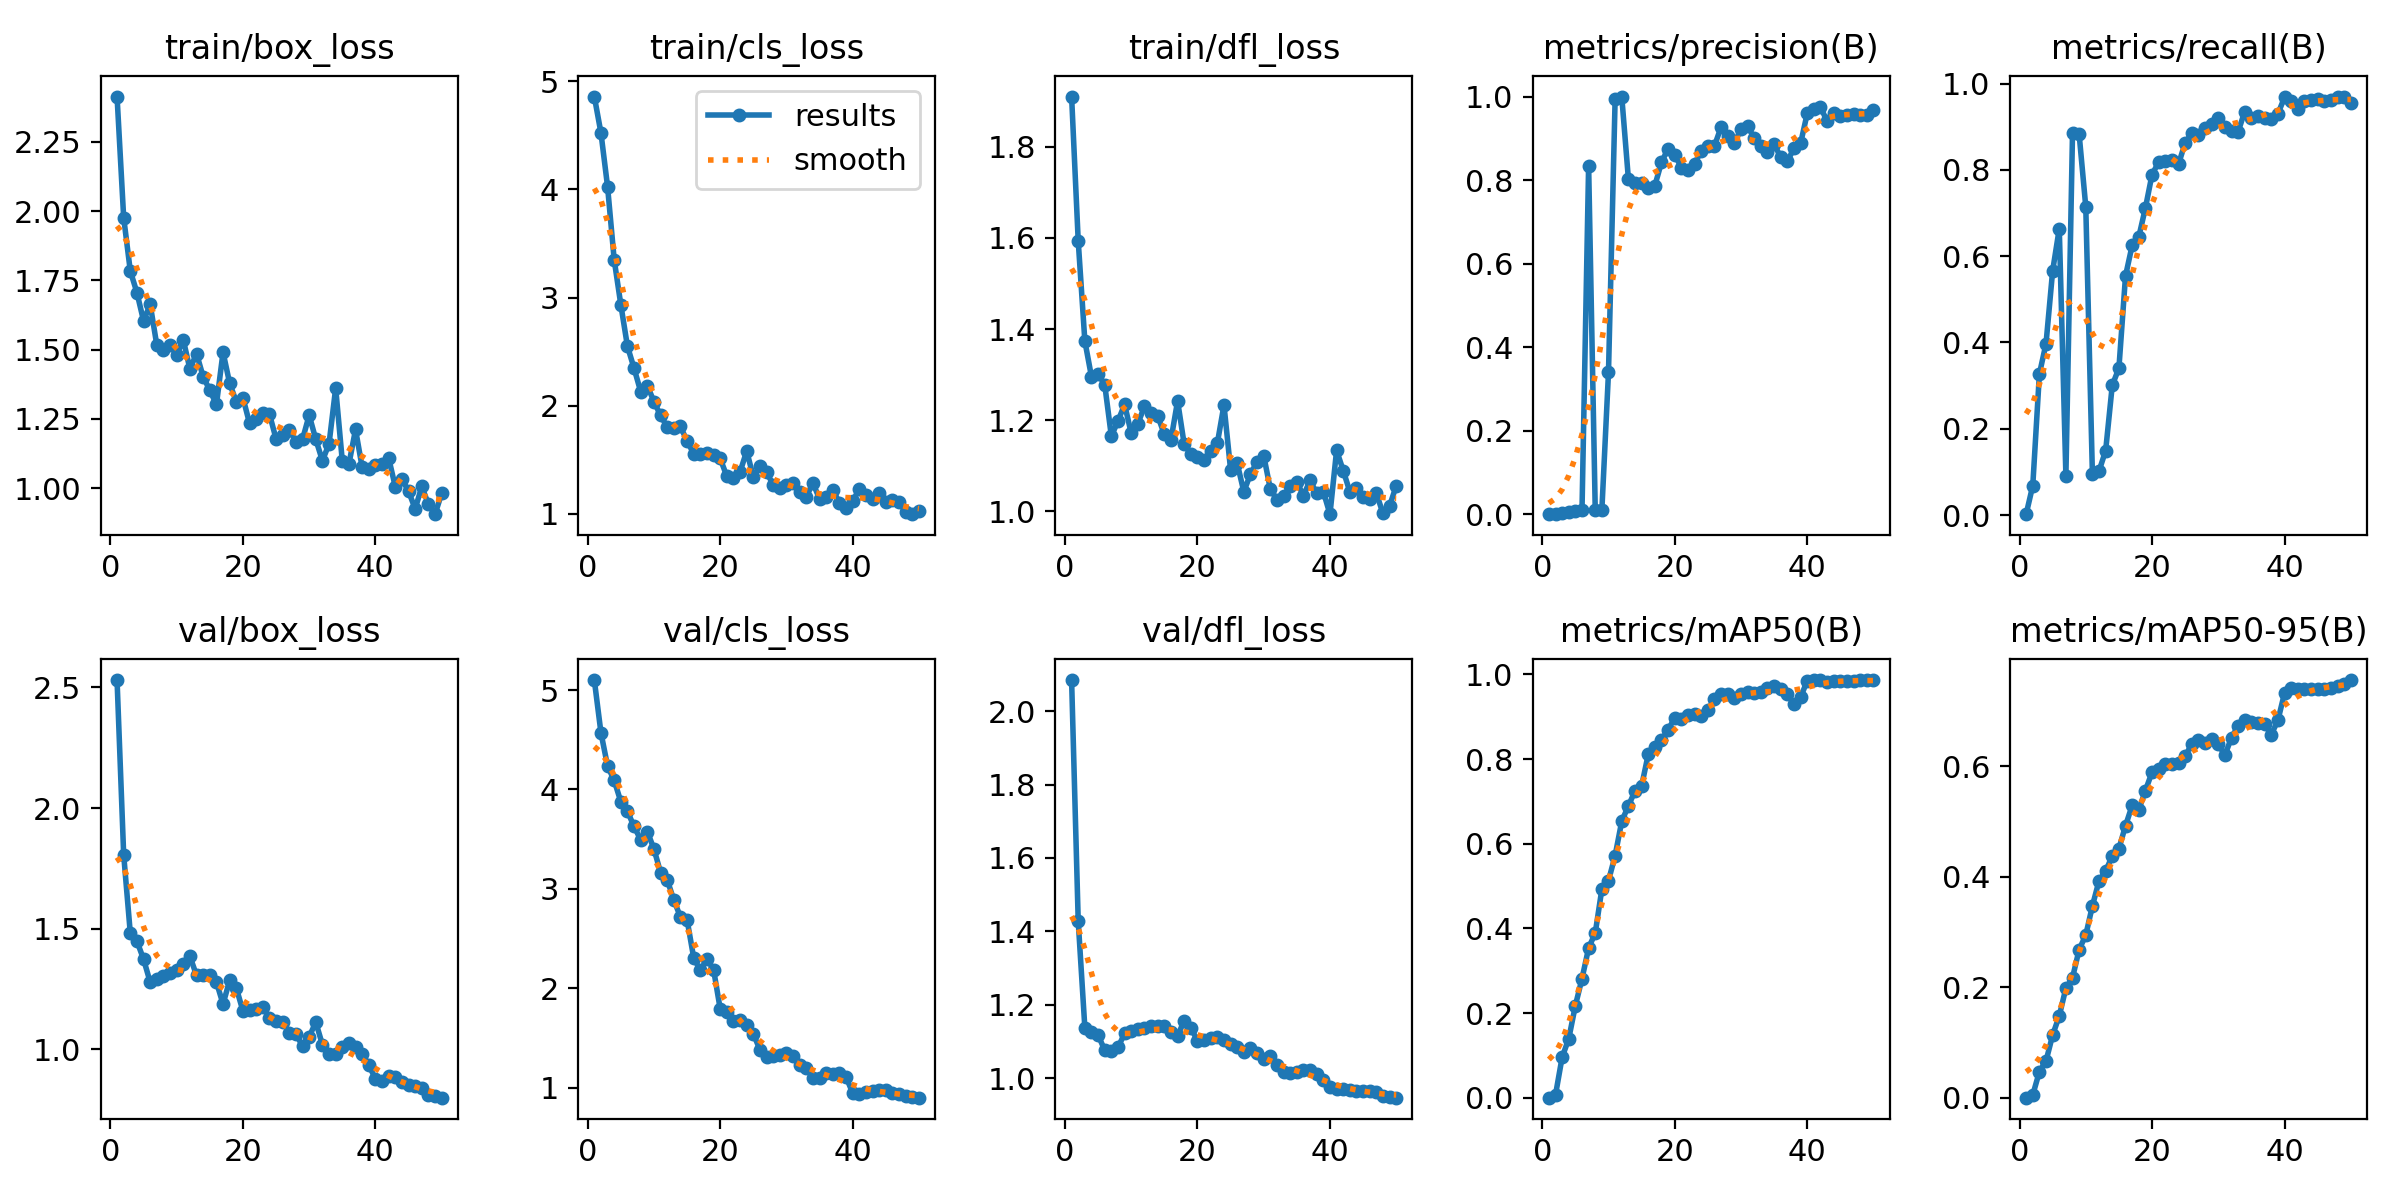 train/box_loss
2.25
2.00
1.75
1.50
1.25
1.00
0 20 40
train/cls_loss
5
4
3
2
1
0 20 40
results
smooth
train/dfl_loss
1.8
1.6
1.4
1.2
1.0
0 20 40
metrics/precision(B)
1.0
0.8
0.6
0.4
0.2
0.0
0 20 40
metrics/recall(B)
1.0
0.8
0.6
0.4
0.2
0.0
0 20 40
val/box_loss
2.5
2.0
1.5
1.0
0 20 40
val/cls_loss
5
4
3
2
1
0 20 40
val/dfl_loss
2.0
1.8
1.6
1.4
1.2
1.0
0 20 40
metrics/mAP50(B)
1.0
0.8
0.6
0.4
0.2
0.0
0 20 40
metrics/mAP50-95(B)
0.6
0.4
0.2
0.0
0 20 40